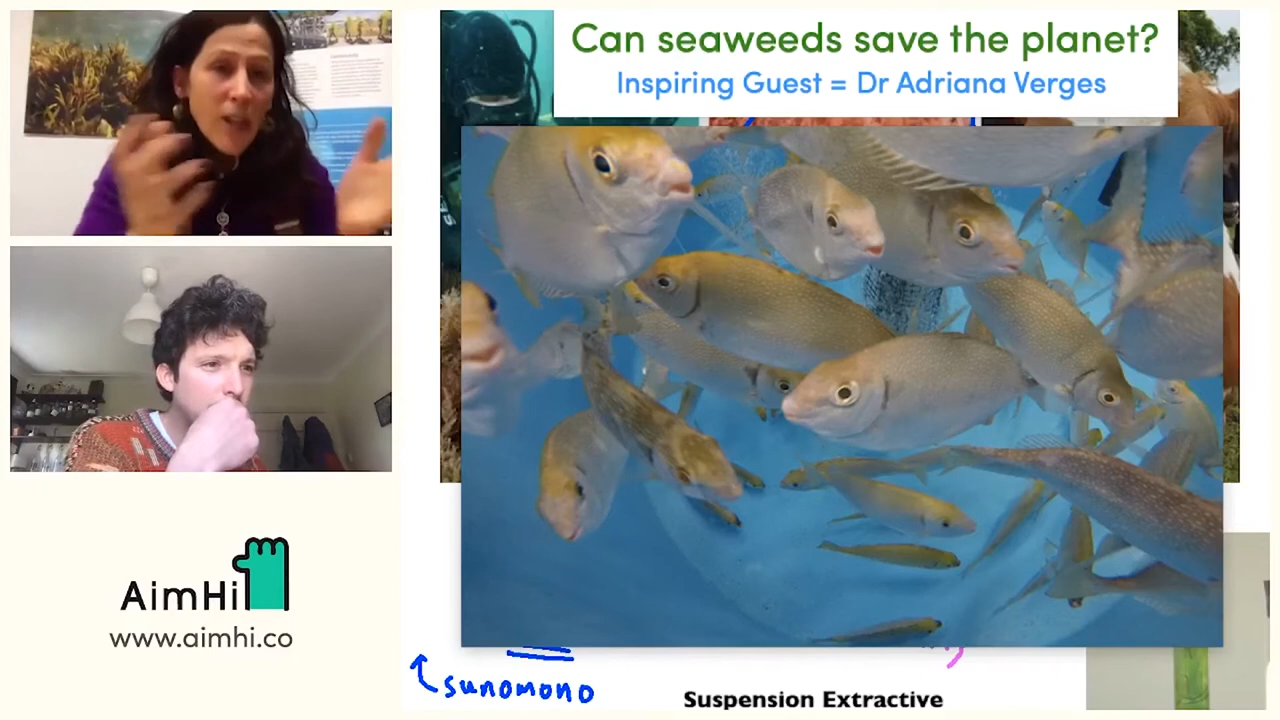 Can seaweeds save the planet?
Inspiring Guest = Dr Adriana Verges
AimHi
www.aimhi.co
sunomono
Suspension Extractive